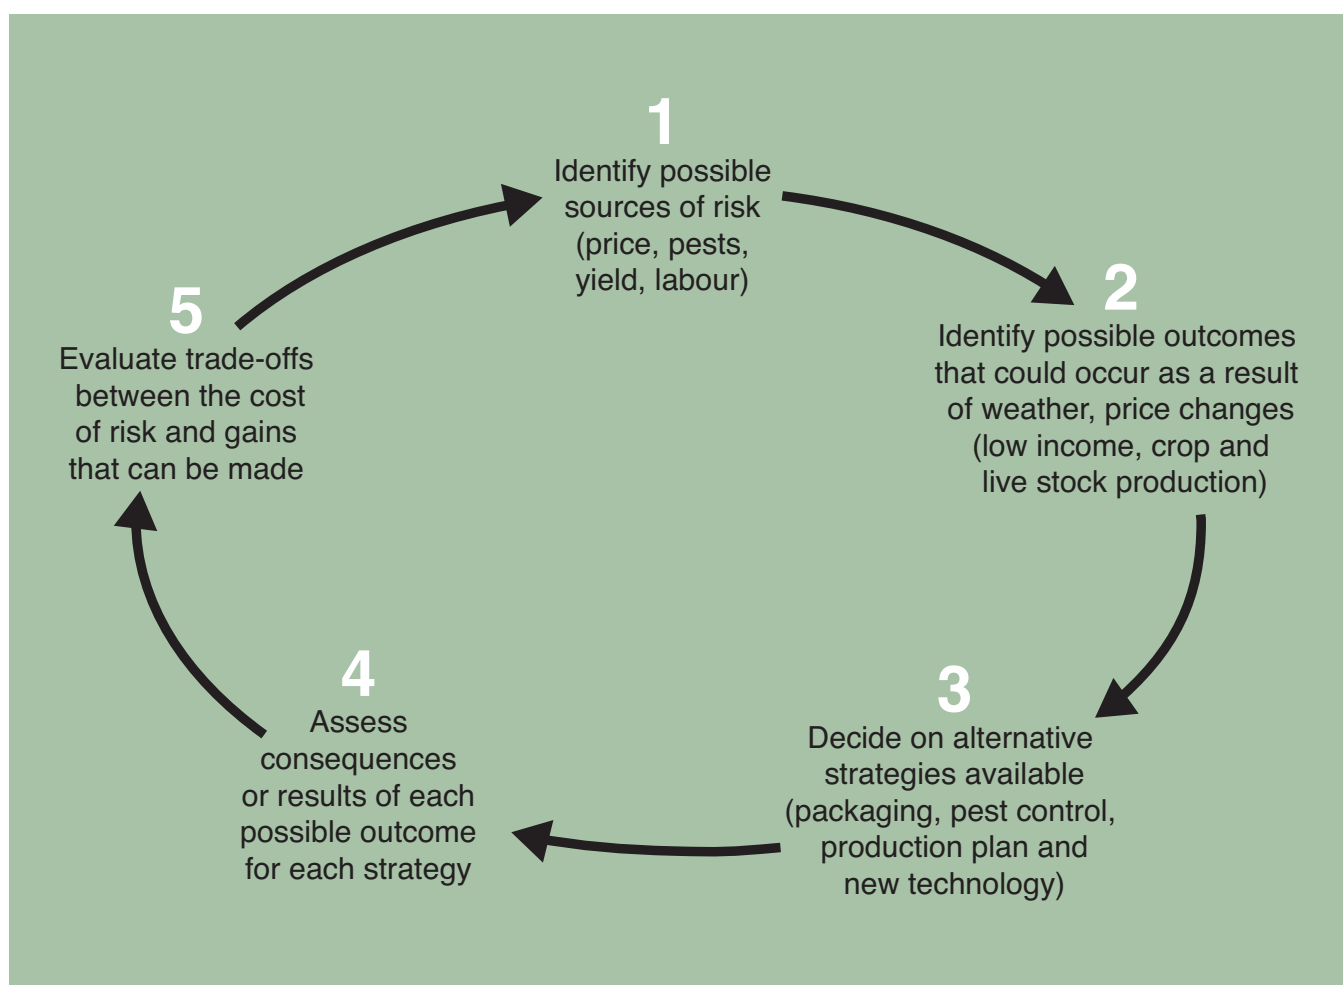 1
Identify possible
sources of risk
(price, pests,
yield, labour)
2
Identify possible outcomes
that could occur as a result
of weather, price changes
(low income, crop and
live stock production)
3
Decide on alternative
strategies available
(packaging, pest control,
production plan and
new technology)
4
Assess
consequences
or results of each
possible outcome
for each strategy
5
Evaluate trade-offs
between the cost
of risk and gains
that can be made